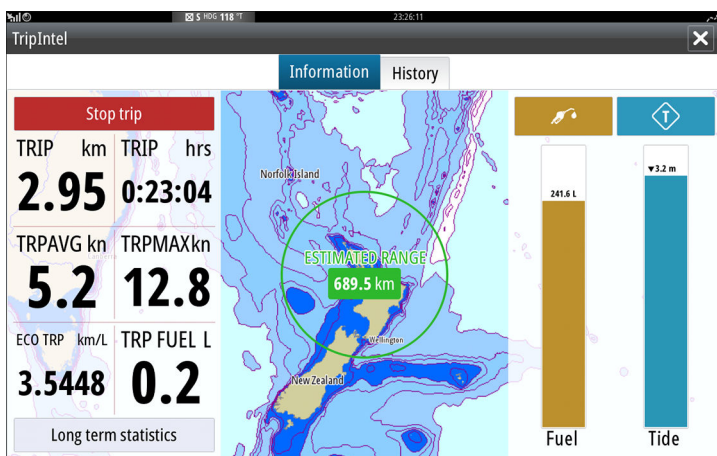 S HDG 118 °T
23:26:11
TripIntel
Information
History
Stop trip
TRIP km
2.95
TRIP hrs
0:23:04
TRPAVG kn
5.2
TRPMAX kn
12.8
ECO TRP km/L
3.5448
TRP FUEL L
0.2
Long term statistics
Norfolk Island
ESTIMATED RANGE
689.5 km
Wellington
New Zealand
Canberra
T
241.6 L
▾3.2 m
Fuel
Tide